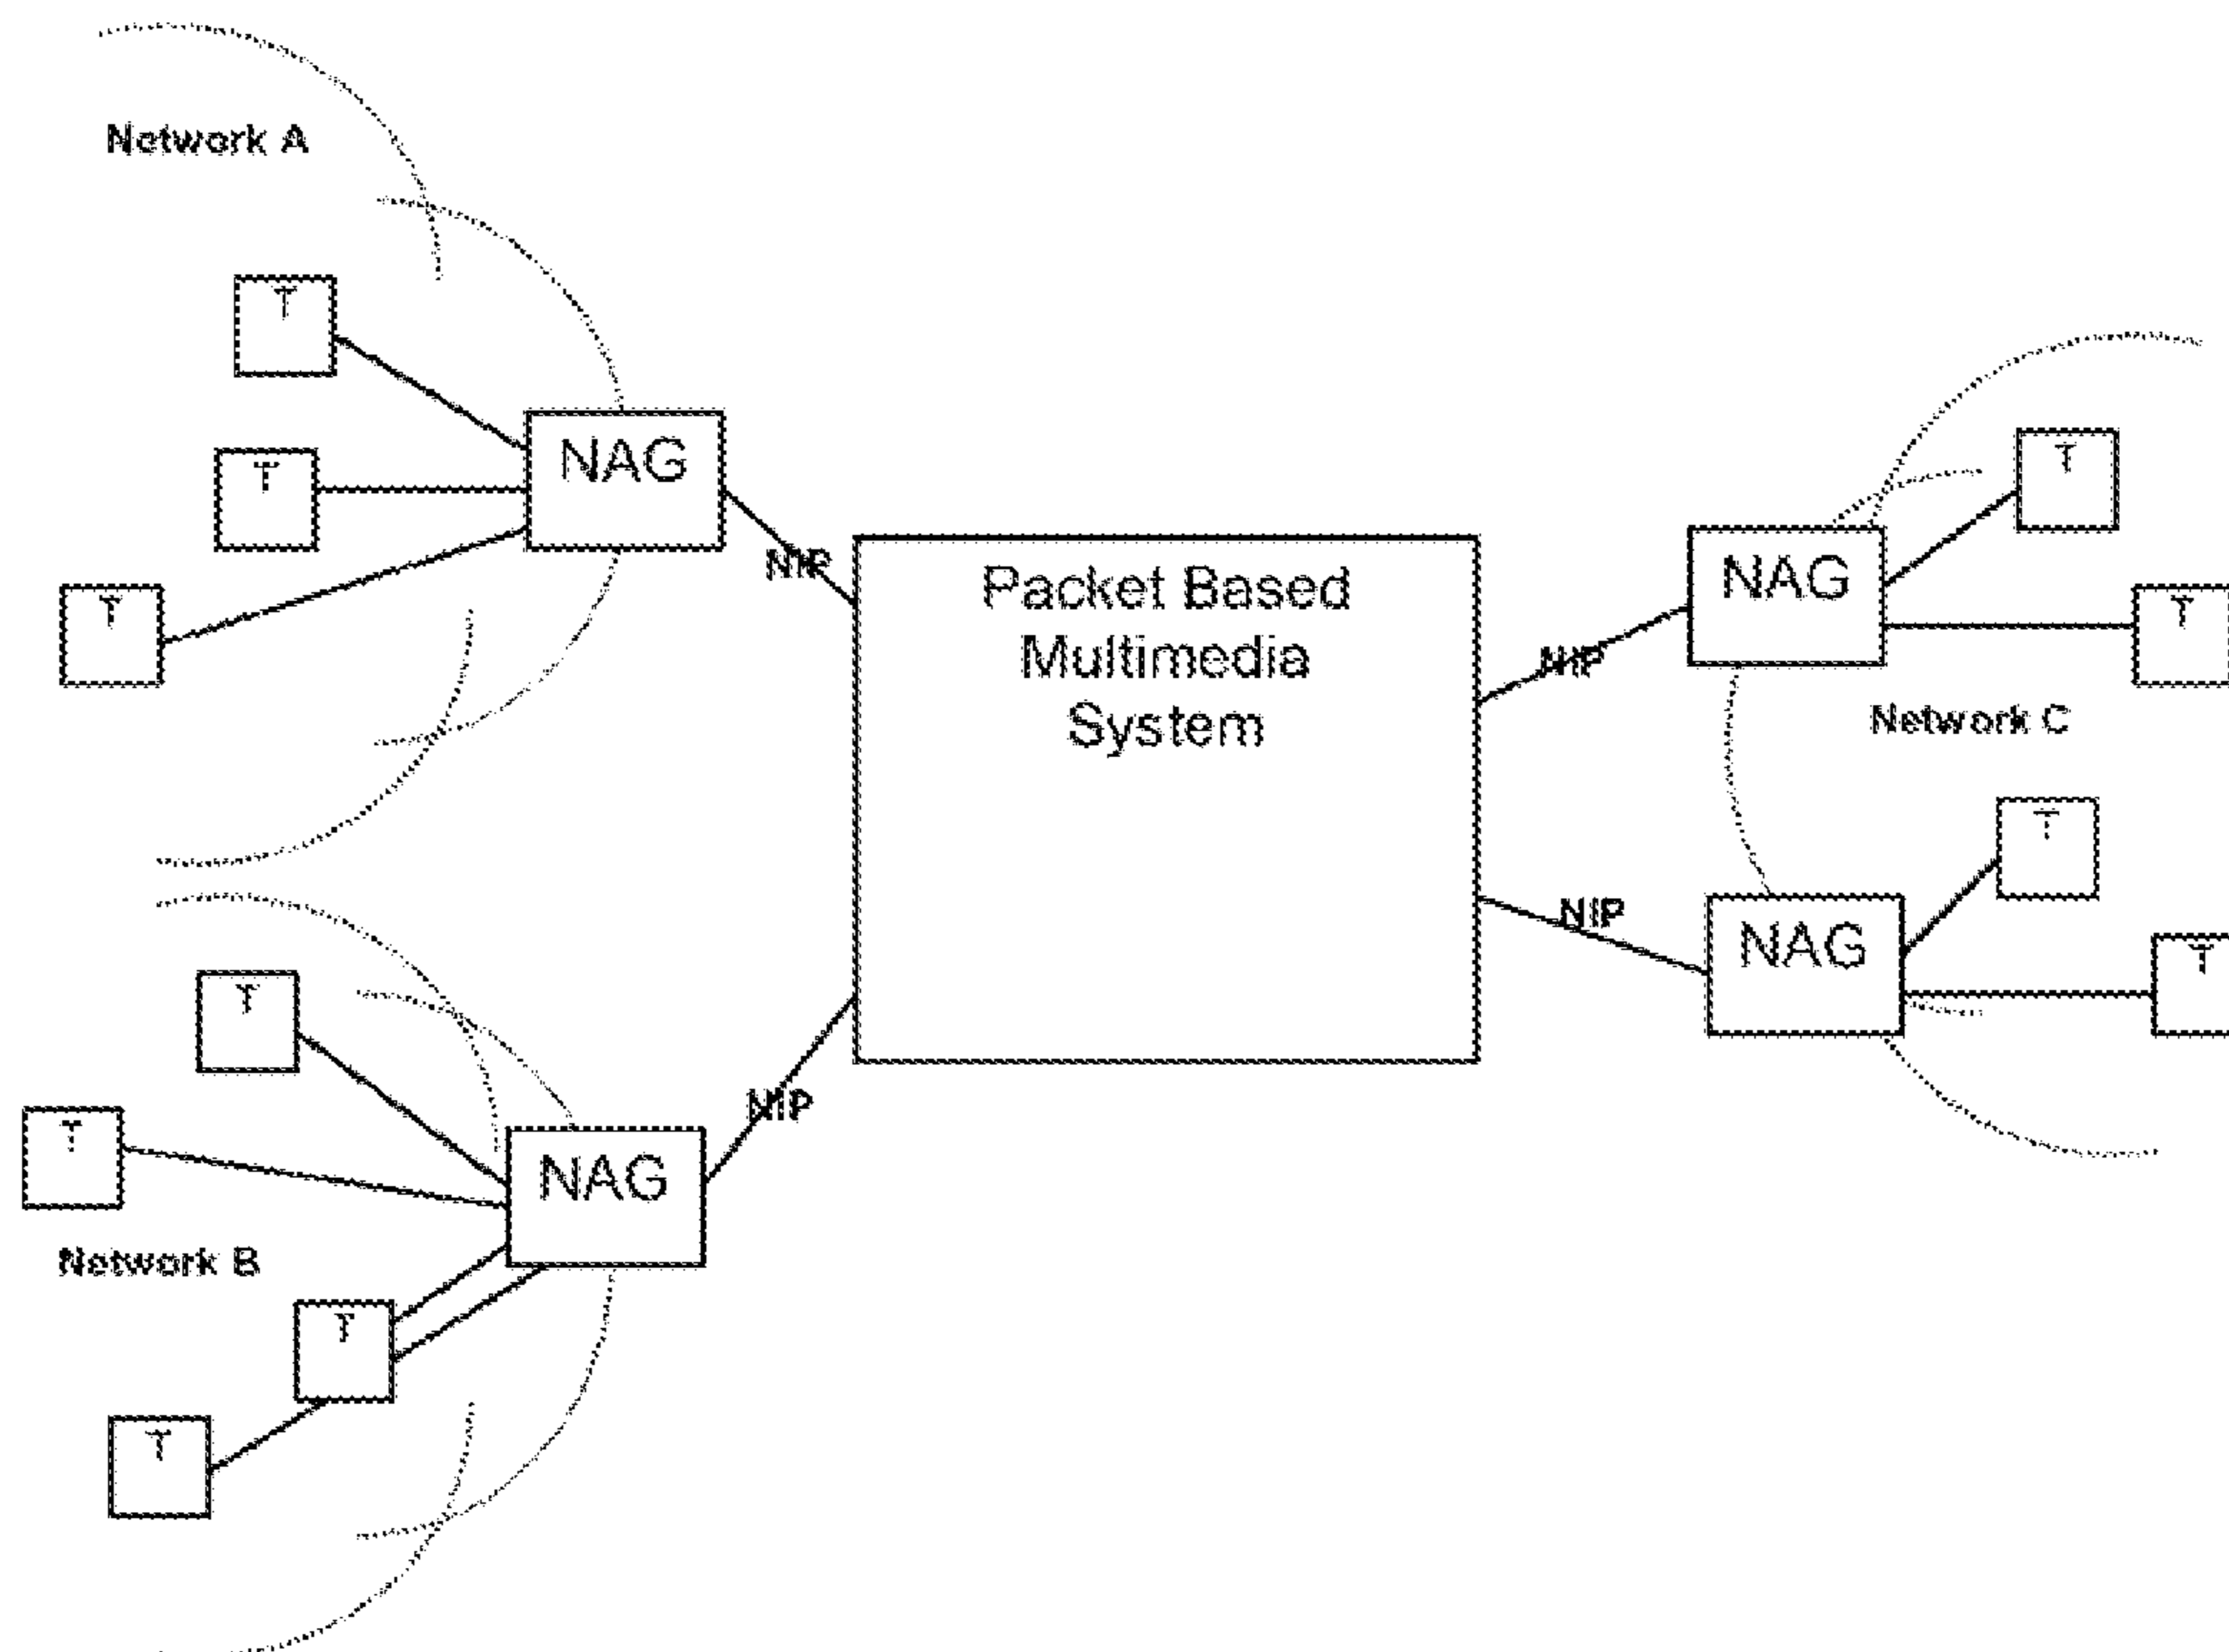 Network A
T
NAG
T
NIP
T
Packet Based
Multimedia
System
T
NAG
T
NIP
Network C
T
NIP
NAG
T
T
NIP
T
NAG
Network B
T
T